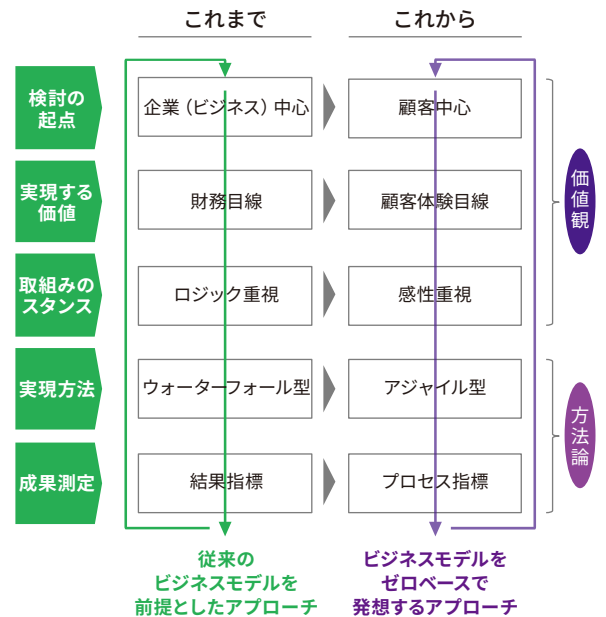 これまで
これから
検討の
起点
企業（ビジネス）中心
顧客中心
実現する
価値
財務目線
顧客体験目線
取組みの
スタンス
ロジック重視
感性重視
価値観
実現方法
ウォーターフォール型
アジャイル型
成果測定
結果指標
プロセス指標
方法論
従来の
ビジネスモデルを
前提としたアプローチ
ビジネスモデルを
ゼロベースで
発想するアプローチ